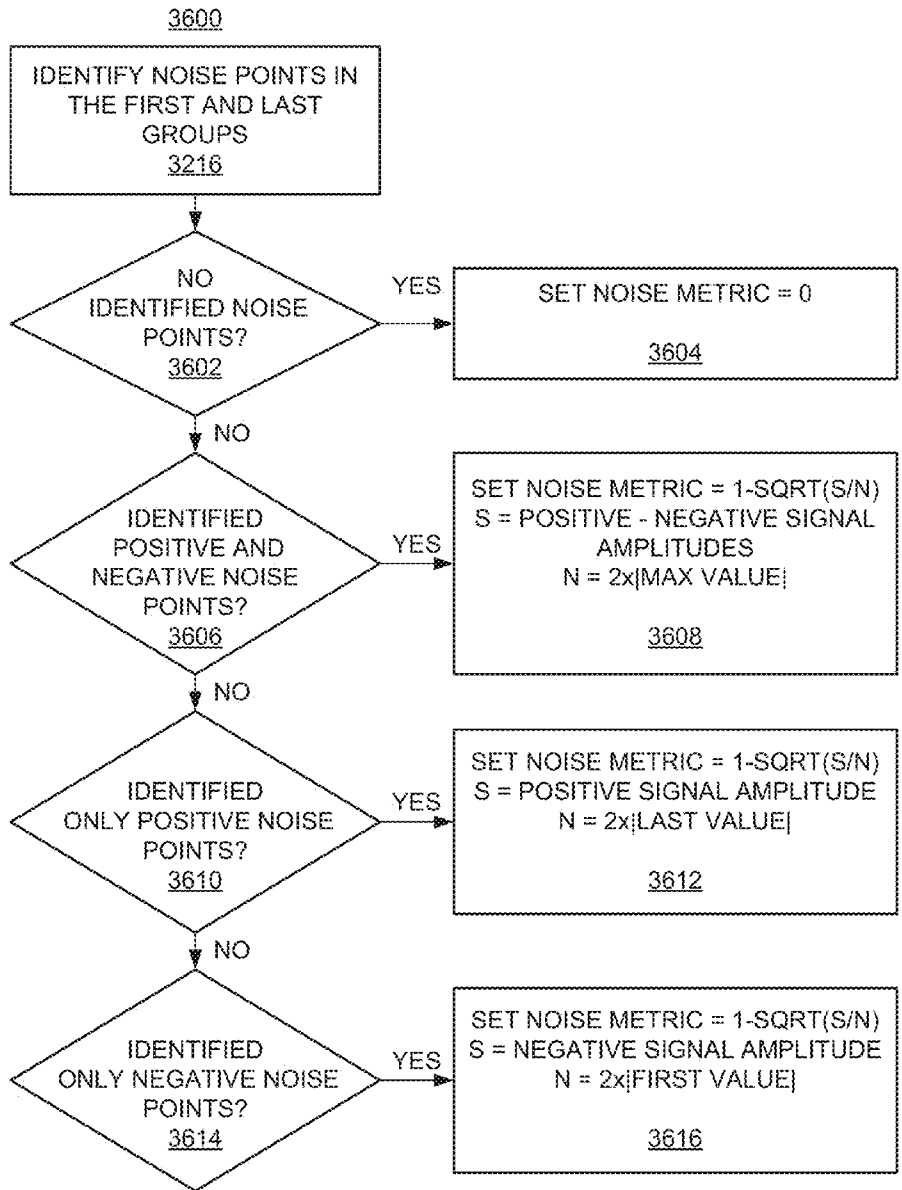 3600
IDENTIFY NOISE POINTS IN
THE FIRST AND LAST
GROUPS
3216
NO
IDENTIFIED NOISE
POINTS?
3602
YES
SET NOISE METRIC = 0
3604
NO
IDENTIFIED
POSITIVE AND
NEGATIVE NOISE
POINTS?
3606
YES
SET NOISE METRIC = 1-SQRT(S/N)
S = POSITIVE - NEGATIVE SIGNAL
AMPLITUDES
N = 2x|MAX VALUE|
3608
NO
IDENTIFIED
ONLY POSITIVE NOISE
POINTS?
3610
YES
SET NOISE METRIC = 1-SQRT(S/N)
S = POSITIVE SIGNAL AMPLITUDE
N = 2x|LAST VALUE|
3612
NO
IDENTIFIED
ONLY NEGATIVE NOISE
POINTS?
3614
YES
SET NOISE METRIC = 1-SQRT(S/N)
S = NEGATIVE SIGNAL AMPLITUDE
N = 2x|FIRST VALUE|
3616